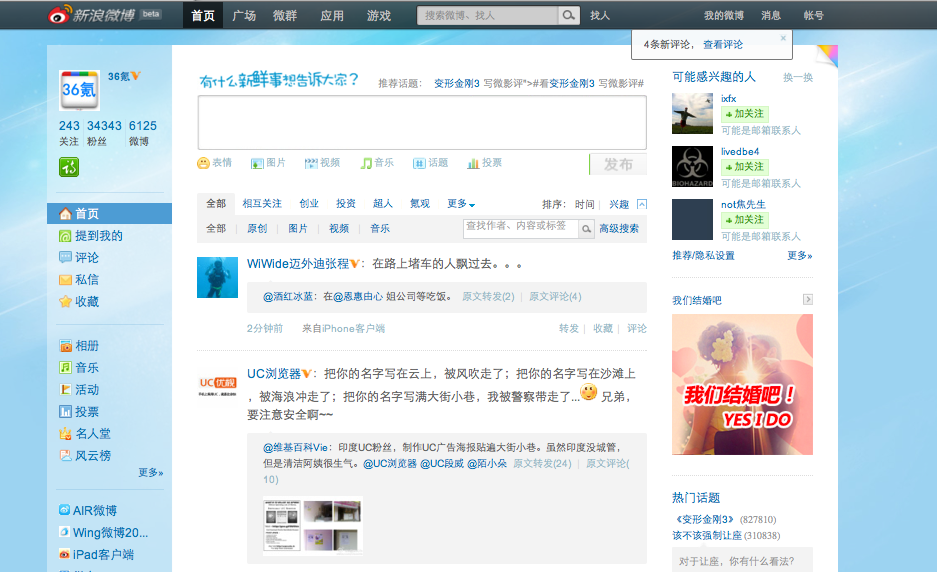 新浪微博 beta 首页 广场 微群 应用 游戏 搜索微博、找人 找人 我的微博 消息 帐号
4条新评论， 查看评论 ×
36氪V
36氪
243 34343 6125
关注 粉丝 微博
首页
提到我的
评论
私信
收藏
相册
音乐
活动
投票
名人堂
风云榜
更多»
AIR微博
Wing微博20...
iPad客户端
有什么新鲜事想告诉大家?
推荐话题: 变形金刚3 写微影评">#看变形金刚3 写微影评#
表情 图片 视频 音乐 话题 投票 发布
全部 相互关注 创业 投资 超人 氪观 更多 排序: 时间 | 兴趣
全部 | 原创 | 图片 | 视频 | 音乐 查找作者、内容或标签 高级搜索
WiWide迈外迪张程V：在路上堵车的人飘过去。。。
@酒红冰蓝：在@恩惠由心 姐公司等吃饭。 原文转发(2) | 原文评论(4)
2分钟前 来自iPhone客户端 转发 | 收藏 | 评论
UC优视
UC浏览器V：把你的名字写在云上，被风吹走了；把你的名字写在沙滩上
，被海浪冲走了；把你的名字写满大街小巷，我被警察带走了... 兄弟，
要注意安全啊~~
@维基百科Vie：印度UC粉丝，制作UC广告海报贴遍大街小巷。虽然印度没城管，
但是清洁阿姨很生气。@UC浏览器 @UC段威 @陌小朵 原文转发(24) | 原文评论(
10)
可能感兴趣的人 换一换
ixfx
+加关注
可能是邮箱联系人
livedbe4
+加关注
可能是邮箱联系人
BIOHAZARD
not焦先生
+加关注
可能是邮箱联系人
推荐/隐私设置 更多»
我们结婚吧
我们结婚吧！
YES I DO
热门话题
《变形金刚3》 (827810)
该不该强制让座 (310838)
对于让座，你有什么看法?